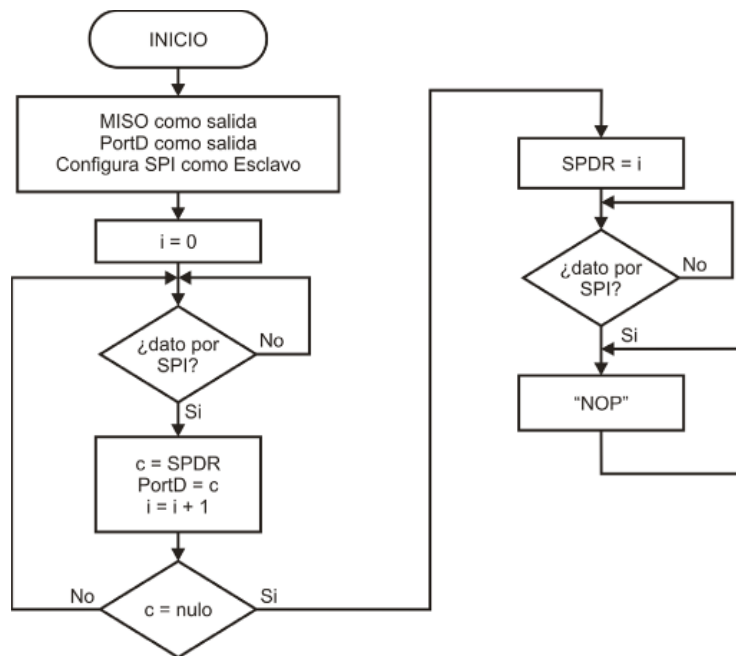 INICIO
MISO como salida
PortD como salida
Configura SPI como Esclavo
i = 0
¿dato por
SPI?
No
Si
c = SPDR
PortD = c
i = i + 1
No
c = nulo
Si
SPDR = i
¿dato por
SPI?
No
Si
“NOP”